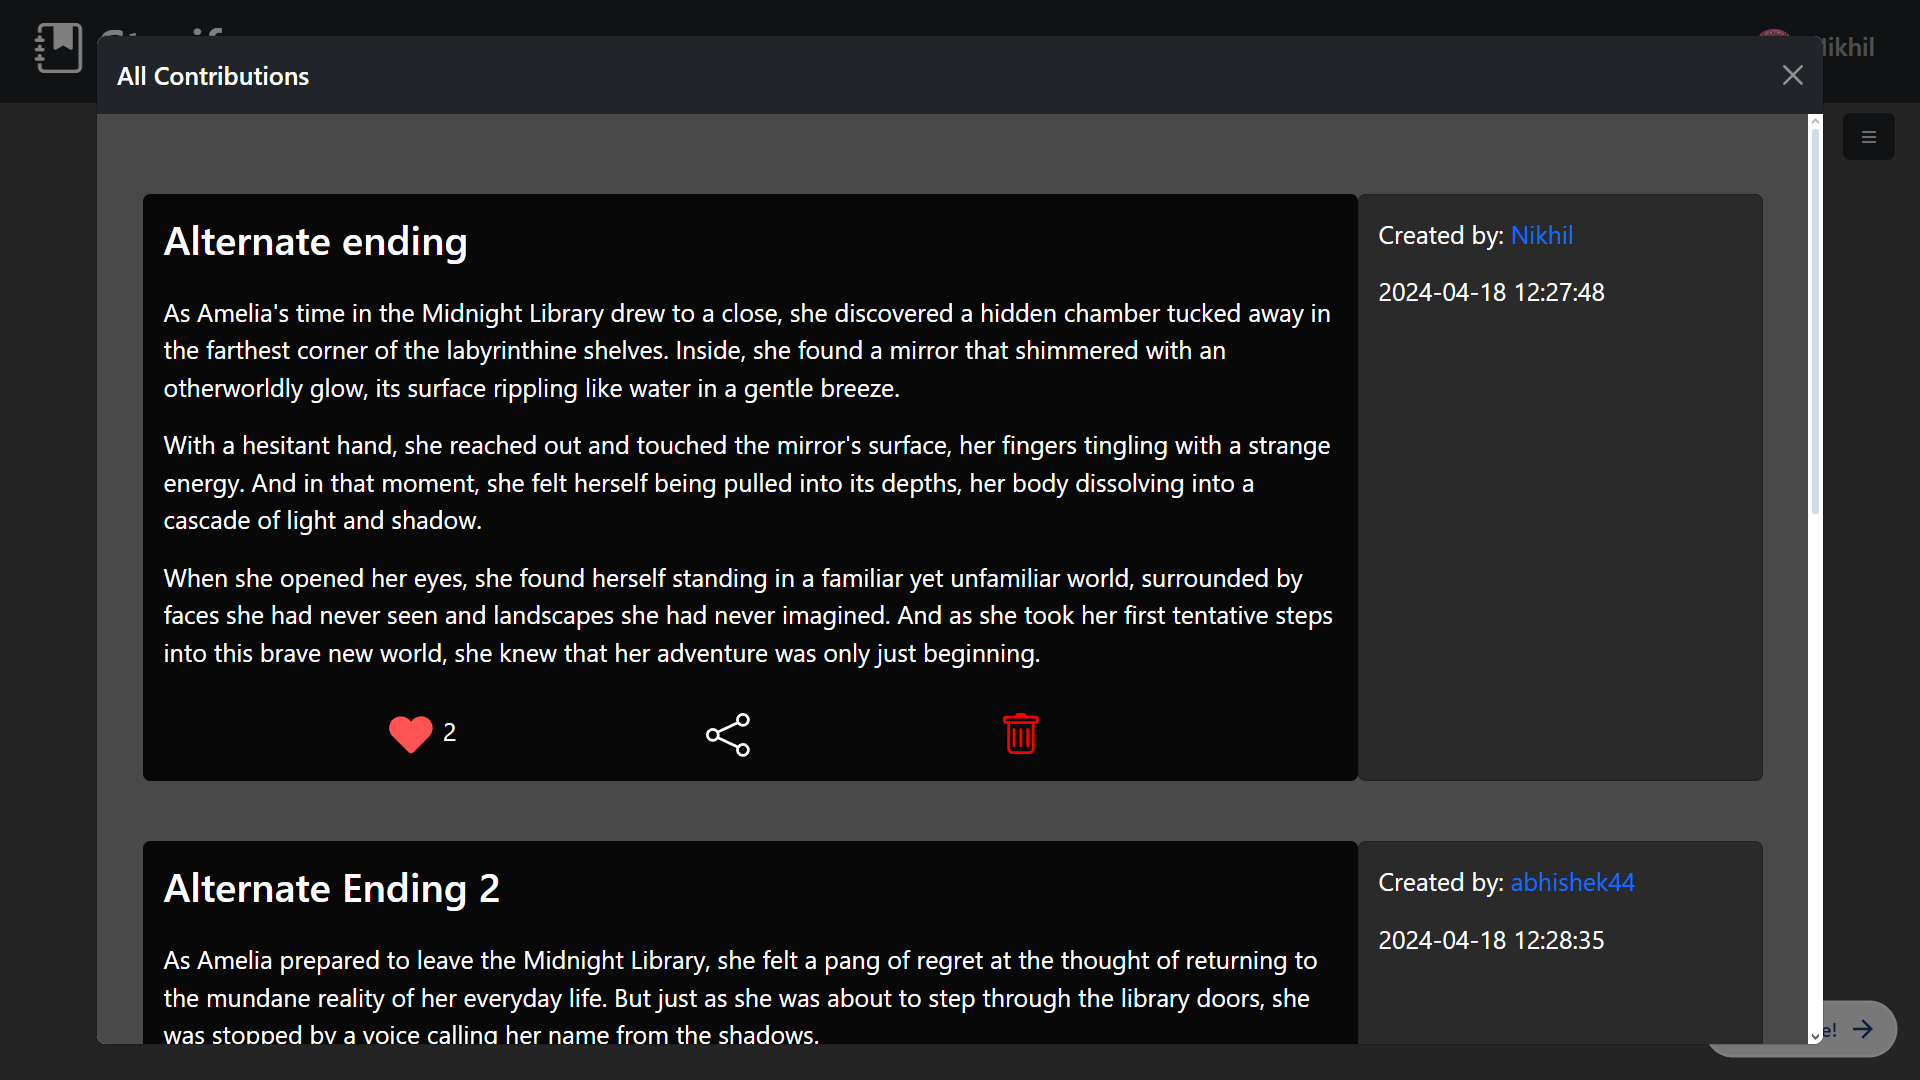 All Contributions
Alternate ending
As Amelia's time in the Midnight Library drew to a close, she discovered a hidden chamber tucked away in
the farthest corner of the labyrinthine shelves. Inside, she found a mirror that shimmered with an
otherworldly glow, its surface rippling like water in a gentle breeze.
With a hesitant hand, she reached out and touched the mirror's surface, her fingers tingling with a strange
energy. And in that moment, she felt herself being pulled into its depths, her body dissolving into a
cascade of light and shadow.
When she opened her eyes, she found herself standing in a familiar yet unfamiliar world, surrounded by
faces she had never seen and landscapes she had never imagined. And as she took her first tentative steps
into this brave new world, she knew that her adventure was only just beginning.
2
Created by: Nikhil
2024-04-18 12:27:48
Alternate Ending 2
As Amelia prepared to leave the Midnight Library, she felt a pang of regret at the thought of returning to
the mundane reality of her everyday life. But just as she was about to step through the library doors, she
was stopped by a voice calling her name from the shadows.
Created by: abhishek44
2024-04-18 12:28:35